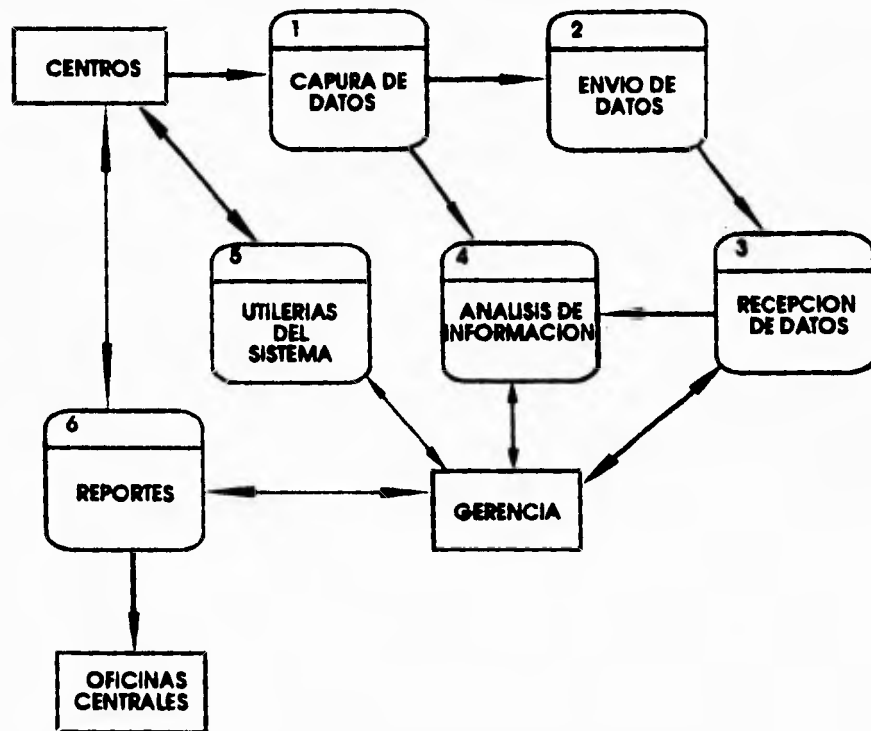 CENTROS
1
CAPURA DE
DATOS
2
ENVIO DE
DATOS
5
UTILERIAS
DEL
SISTEMA
4
ANALISIS DE
INFORMACION
3
RECEPCION
DE DATOS
6
REPORTES
GERENCIA
OFICINAS
CENTRALES